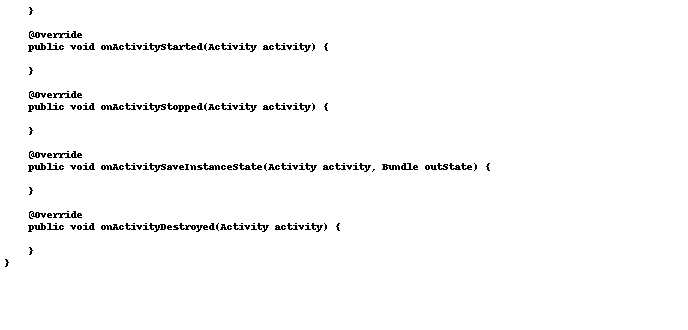 }

    @Override
    public void onActivityStarted(Activity activity) {

    }

    @Override
    public void onActivityStopped(Activity activity) {

    }

    @Override
    public void onActivitySaveInstanceState(Activity activity, Bundle outState) {

    }

    @Override
    public void onActivityDestroyed(Activity activity) {

    }
}